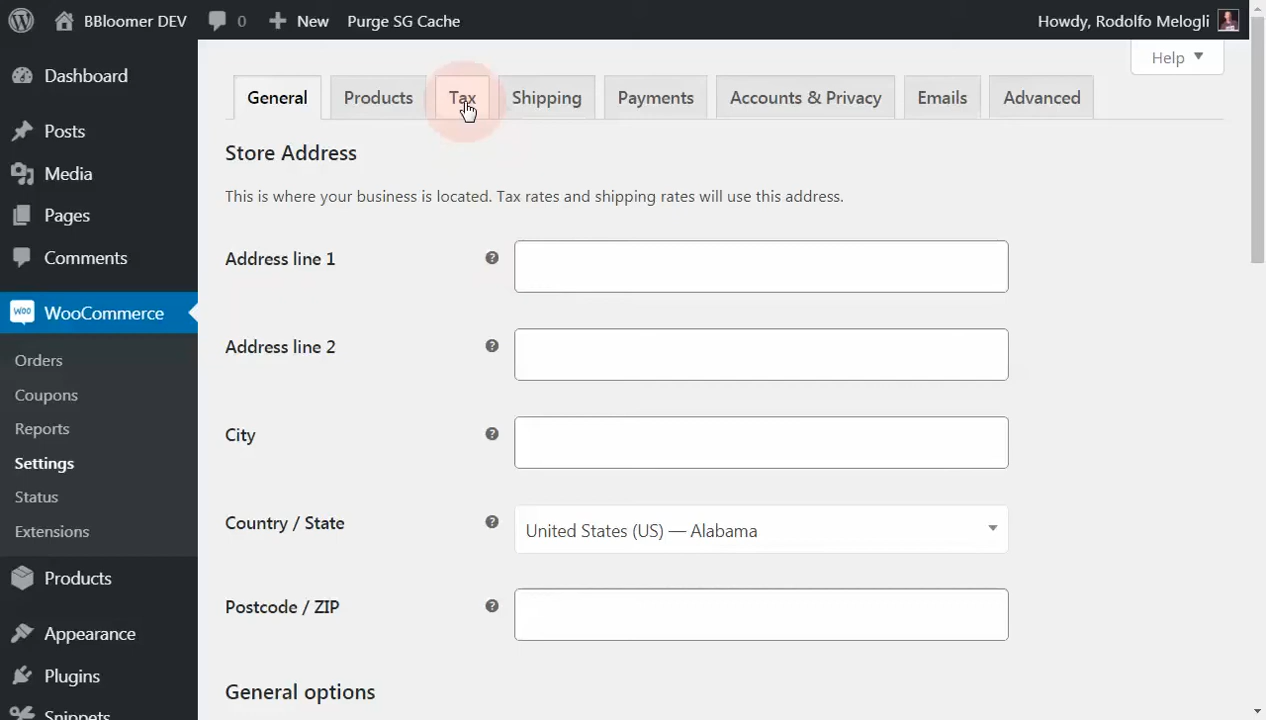 BBloomer DEV 0 New Purge SG Cache Howdy, Rodolfo Melogli
Help
Dashboard
Posts
Media
Pages
Comments
WOO WooCommerce
Orders
Coupons
Reports
Settings
Status
Extensions
Products
Appearance
Plugins
Snippets
General Products Tax Shipping Payments Accounts & Privacy Emails Advanced
Store Address
This is where your business is located. Tax rates and shipping rates will use this address.
Address line 1
Address line 2
City
Country / State United States (US) — Alabama
Postcode / ZIP
General options